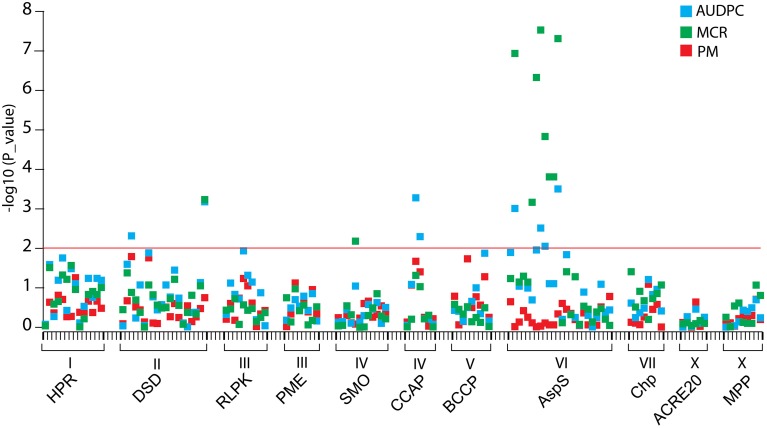 AUDPC
MCR
PM
-log10 (P_value)
8
7
6
5
4
3
2
1
0
I II III III IV IV V VI VII X X
HPR DSD RLPK PME SMO CCAP BCCP AspS Chp ACRE20 MPP